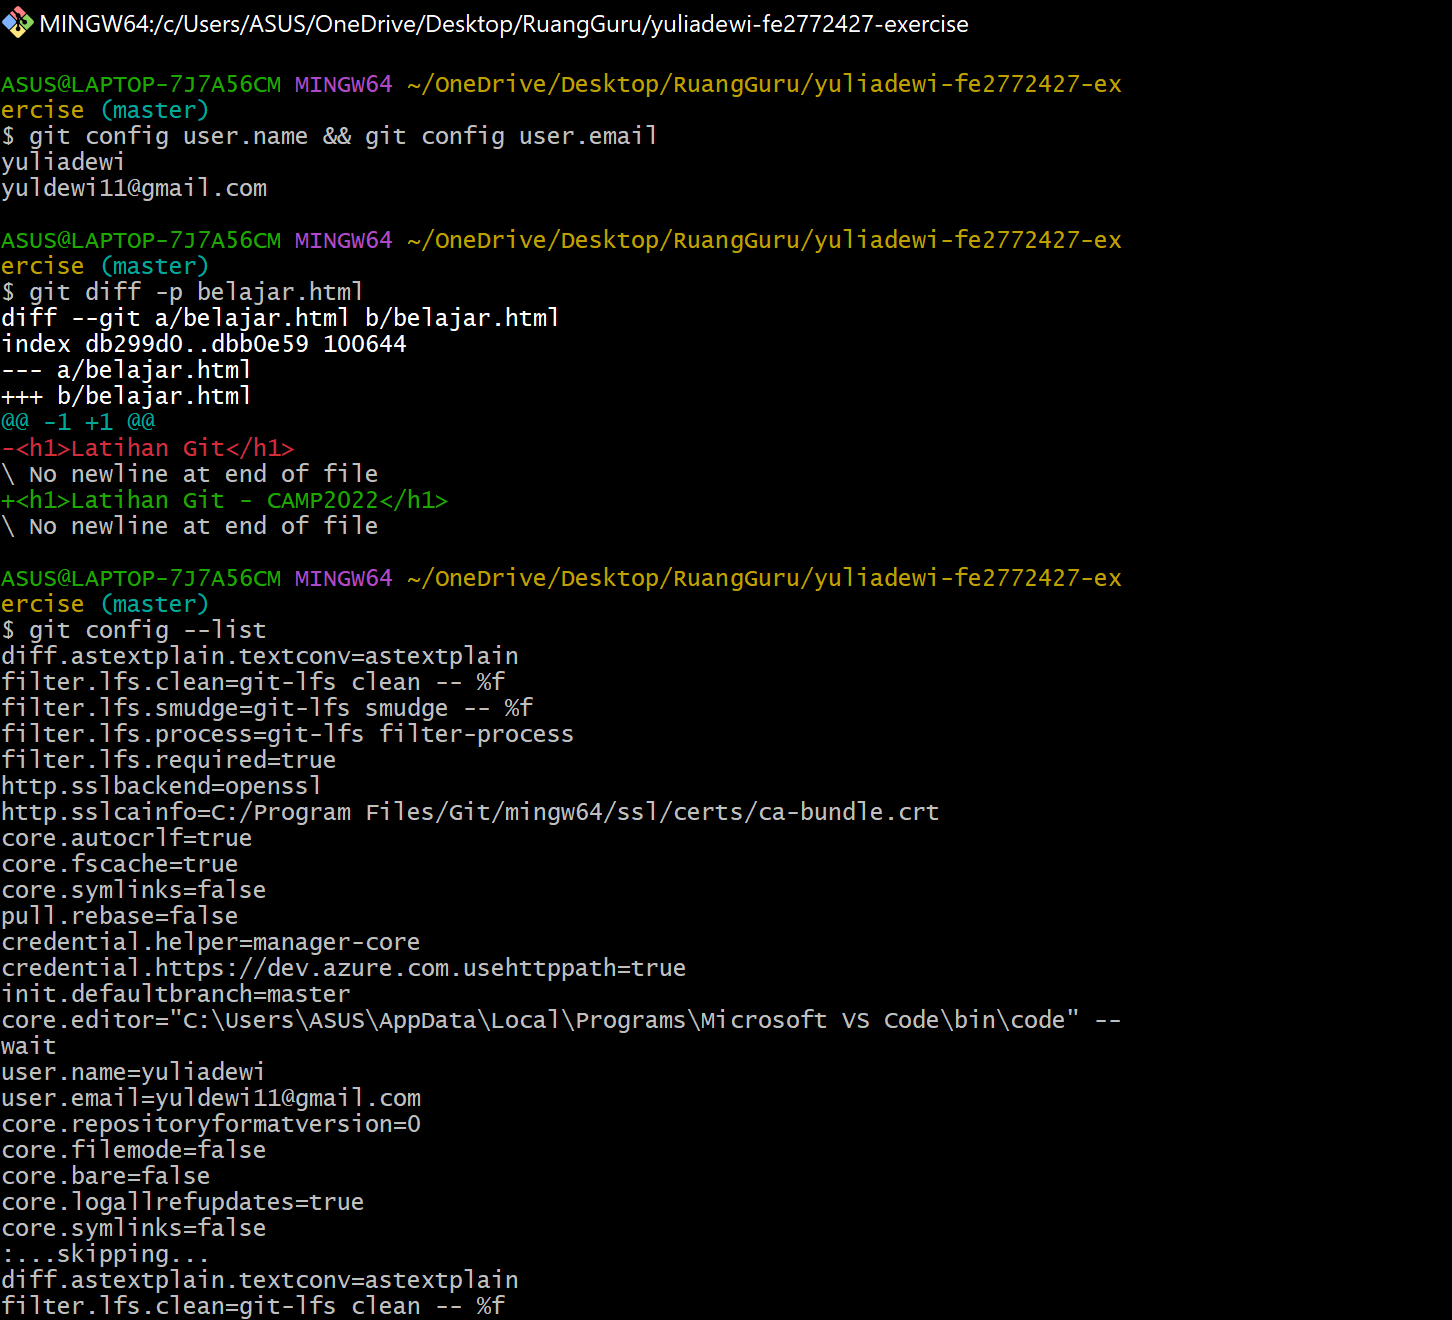 MINGW64:/c/Users/ASUS/OneDrive/Desktop/RuangGuru/yuliadewi-fe2772427-exercise
ASUS@LAPTOP-7J7A56CM MINGW64 ~/OneDrive/Desktop/RuangGuru/yuliadewi-fe2772427-ex
ercise (master)
$ git config user.name && git config user.email
yuliadewi
yuldewi11@gmail.com
ASUS@LAPTOP-7J7A56CM MINGW64 ~/OneDrive/Desktop/RuangGuru/yuliadewi-fe2772427-ex
ercise (master)
$ git diff -p belajar.html
diff --git a/belajar.html b/belajar.html
index db299d0..dbb0e59 100644
--- a/belajar.html
+++ b/belajar.html
@@ -1 +1 @@
-<h1>Latihan Git</h1>
\ No newline at end of file
+<h1>Latihan Git - CAMP2022</h1>
\ No newline at end of file
ASUS@LAPTOP-7J7A56CM MINGW64 ~/OneDrive/Desktop/RuangGuru/yuliadewi-fe2772427-ex
ercise (master)
$ git config --list
diff.astextplain.textconv=astextplain
filter.lfs.clean=git-lfs clean -- %f
filter.lfs.smudge=git-lfs smudge -- %f
filter.lfs.process=git-lfs filter-process
filter.lfs.required=true
http.sslbackend=openssl
http.sslcainfo=C:/Program Files/Git/mingw64/ssl/certs/ca-bundle.crt
core.autocrlf=true
core.fscache=true
core.symlinks=false
pull.rebase=false
credential.helper=manager-core
credential.https://dev.azure.com.usehttppath=true
init.defaultbranch=master
core.editor="C:\Users\ASUS\AppData\Local\Programs\Microsoft VS Code\bin\code" --
wait
user.name=yuliadewi
user.email=yuldewi11@gmail.com
core.repositoryformatversion=0
core.filemode=false
core.bare=false
core.logallrefupdates=true
core.symlinks=false
:...skipping...
diff.astextplain.textconv=astextplain
filter.lfs.clean=git-lfs clean -- %f